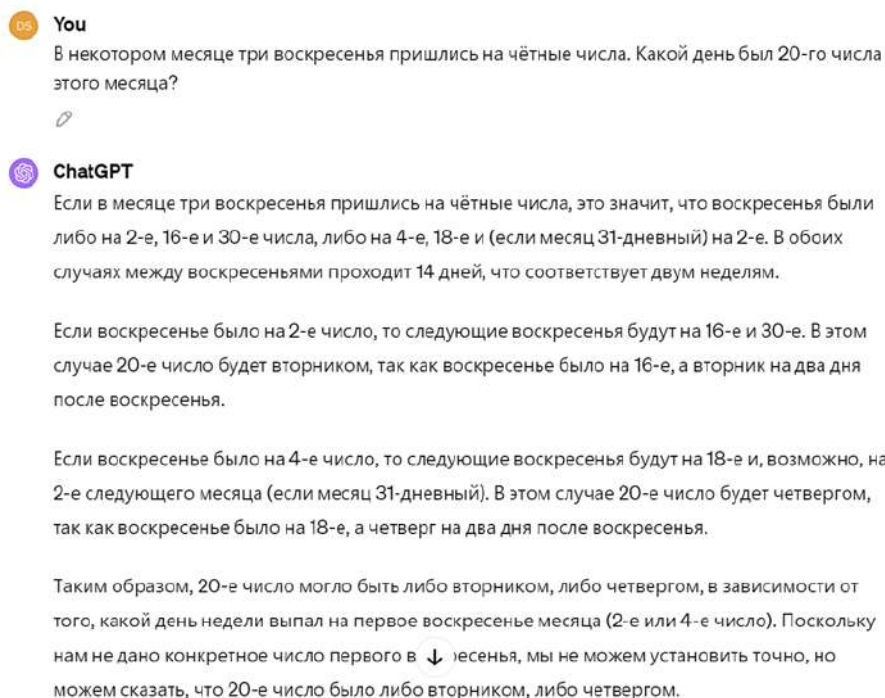 DS You
В некотором месяце три воскресенья пришлись на чётные числа. Какой день был 20-го числа
этого месяца?
ChatGPT
Если в месяце три воскресенья пришлись на чётные числа, это значит, что воскресенья были
либо на 2-е, 16-е и 30-е числа, либо на 4-е, 18-е и (если месяц 31-дневный) на 2-е. В обоих
случаях между воскресеньями проходит 14 дней, что соответствует двум неделям.
Если воскресенье было на 2-е число, то следующие воскресенья будут на 16-е и 30-е. В этом
случае 20-е число будет вторником, так как воскресенье было на 16-е, а вторник на два дня
после воскресенья.
Если воскресенье было на 4-е число, то следующие воскресенья будут на 18-е и, возможно, на
2-е следующего месяца (если месяц 31-дневный). В этом случае 20-е число будет четвергом,
так как воскресенье было на 18-е, а четверг на два дня после воскресенья.
Таким образом, 20-е число могло быть либо вторником, либо четвергом, в зависимости от
того, какой день недели выпал на первое воскресенье месяца (2-е или 4-е число). Поскольку
нам не дано конкретное число первого в ресенья, мы не можем установить точно, но
можем сказать, что 20-е число было либо вторником, либо четвергом.